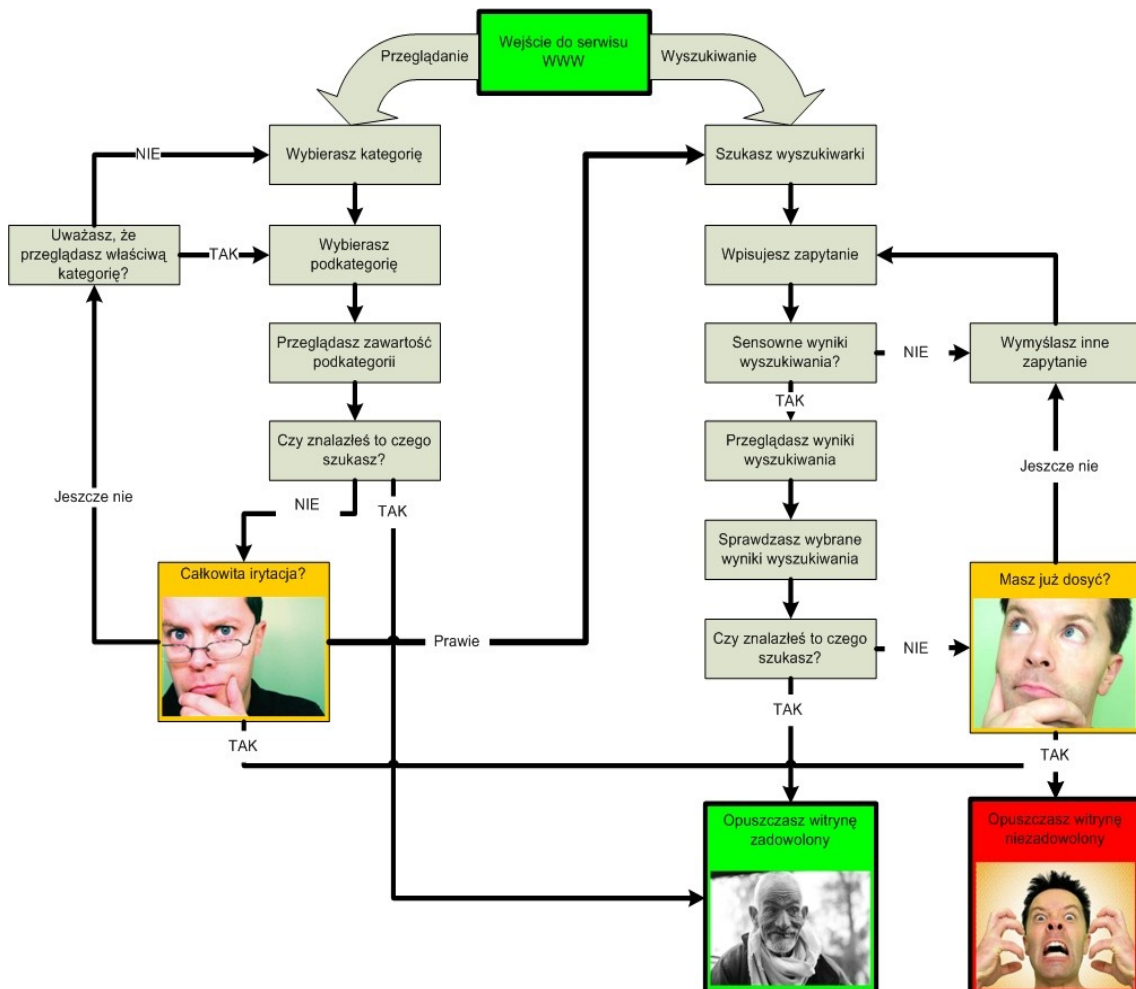 Wejście do serwisu
WWW
Przeglądanie
Wyszukiwanie
NIE
Wybierasz kategorię
Szukasz wyszukiwarki
Uważasz, że
przeglądasz właściwą
kategorię?
TAK
Wybierasz
podkategorię
Wpisujesz zapytanie
Przeglądasz zawartość
podkategorii
Sensowne wyniki
wyszukiwania?
NIE
Wymyślasz inne
zapytanie
TAK
Czy znalazłeś to czego
szukasz?
Przeglądasz wyniki
wyszukiwania
Jeszcze nie
NIE
TAK
Jeszcze nie
Sprawdzasz wybrane
wyniki wyszukiwania
Całkowita irytacja?
Masz już dosyć?
Prawie
Czy znalazłeś to czego
szukasz?
NIE
TAK
TAK
TAK
Opuszczasz witrynę
zadowolony
Opuszczasz witrynę
niezadowolony